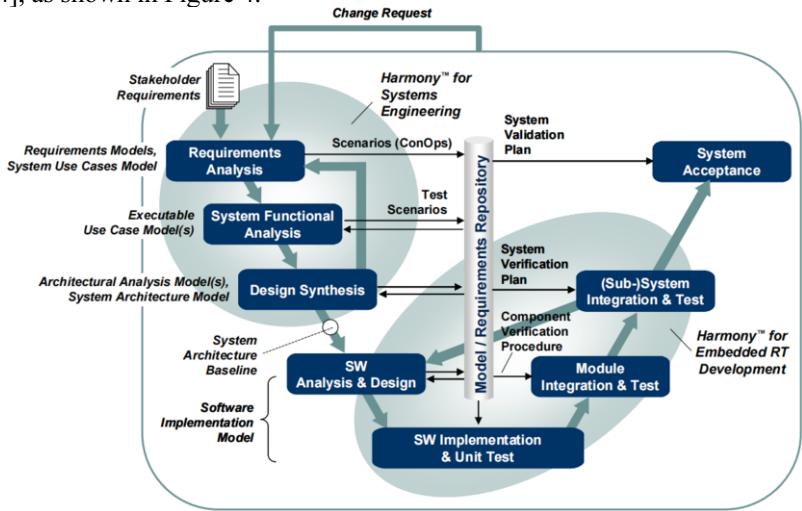 4], as shown in Figure 4.
Change Request
Stakeholder
Requirements
Harmony™ for
Systems
Engineering
Requirements Models,
System Use Cases Model
Requirements
Analysis
Scenarios (ConOps)
System
Validation
Plan
System
Acceptance
Executable
Use Case Model(s)
System Functional
Analysis
Test
Scenarios
Model / Requirements Repository
Architectural Analysis Model(s),
System Architecture Model
Design Synthesis
System
Verification
Plan
(Sub-)System
Integration & Test
System
Architecture
Baseline
Component
Verification
Procedure
Harmony™ for
Embedded RT
Development
SW
Analysis & Design
Module
Integration & Test
Software
Implementation
Model
SW Implementation
& Unit Test